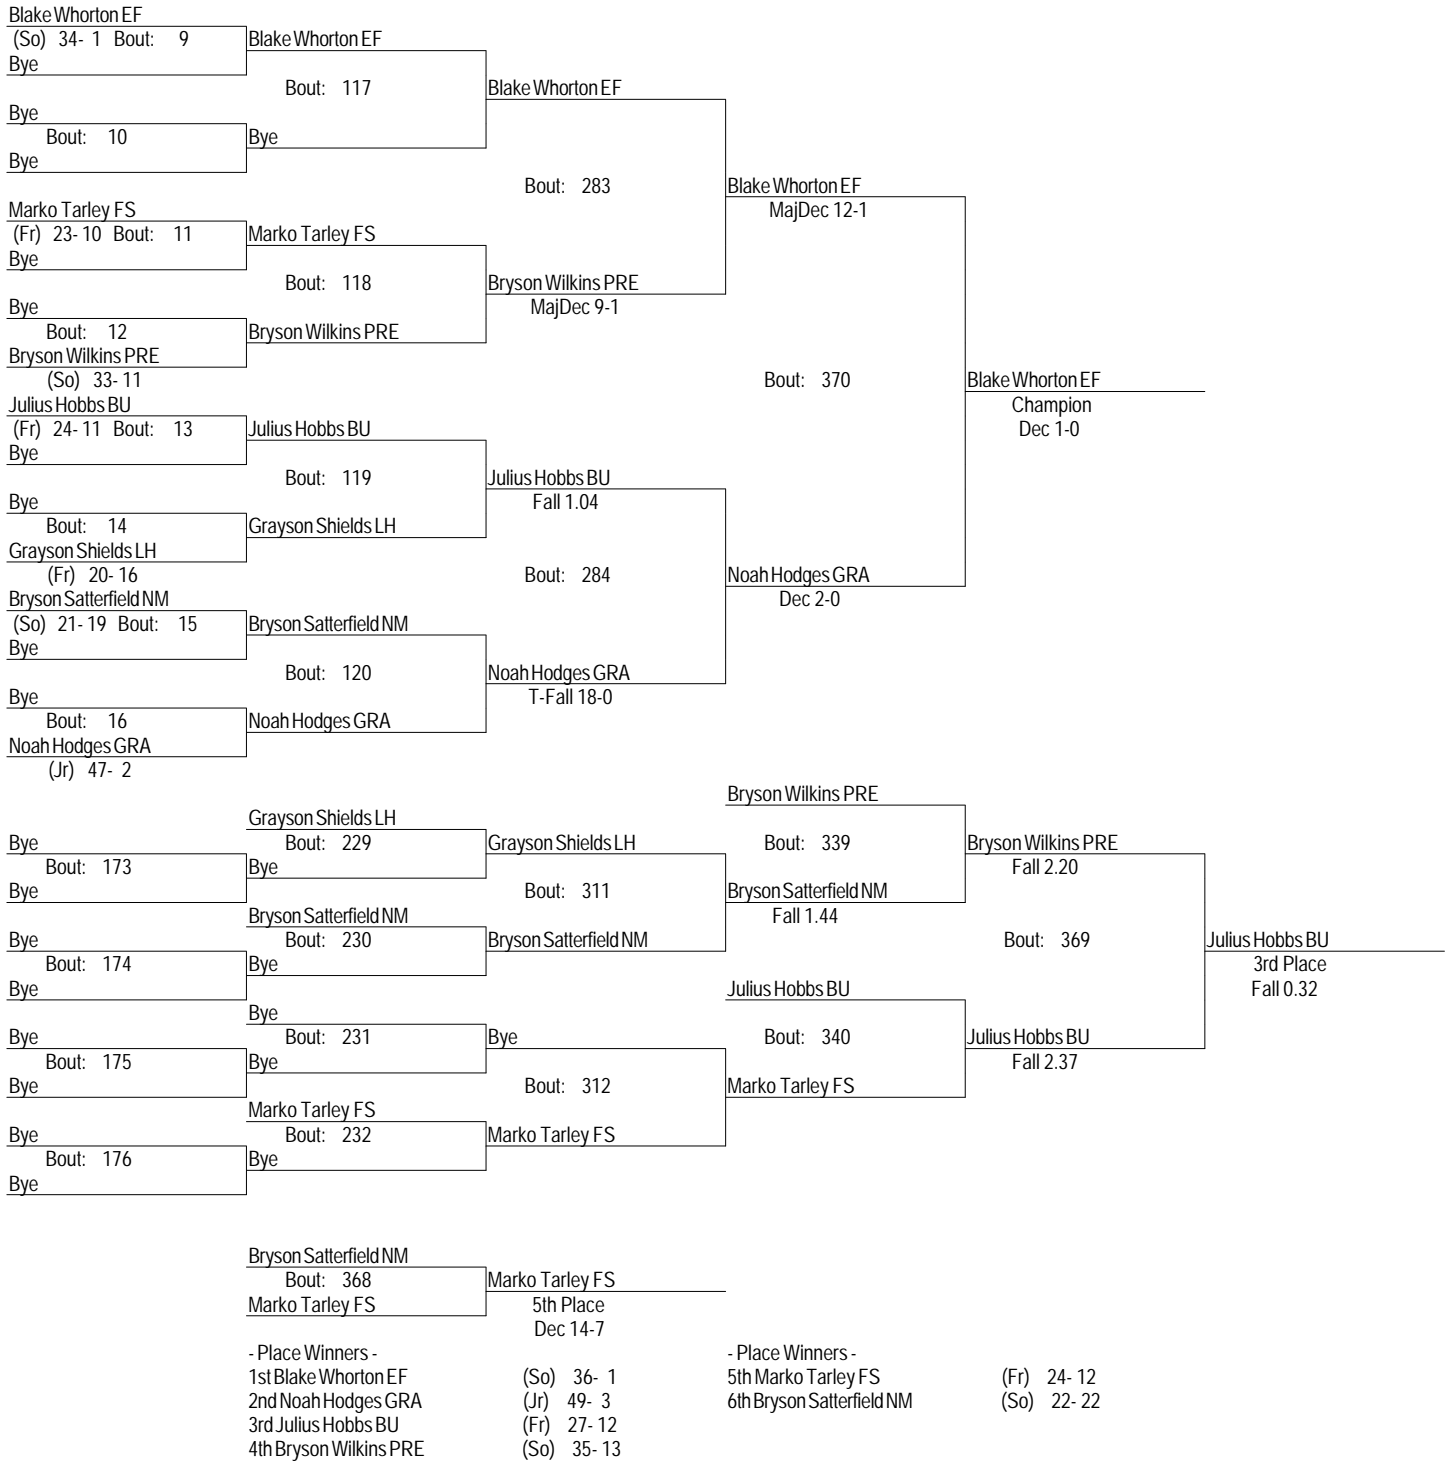 Blake Whorton EF
(So) 34- 1 Bout: 9 Blake Whorton EF
Bye
Bout: 117 Blake Whorton EF
Bye
Bout: 10 Bye
Bye
Bout: 283 Blake Whorton EF
Marko Tarley FS MajDec 12-1
(Fr) 23- 10 Bout: 11 Marko Tarley FS
Bye
Bout: 118 Bryson Wilkins PRE
Bye MajDec 9-1
Bout: 12 Bryson Wilkins PRE
Bryson Wilkins PRE
(So) 33- 11 Bout: 370 Blake Whorton EF
Julius Hobbs BU Champion
(Fr) 24- 11 Bout: 13 Julius Hobbs BU Dec 1-0
Bye
Bout: 119 Julius Hobbs BU
Bye Fall 1.04
Bout: 14 Grayson Shields LH
Grayson Shields LH
(Fr) 20- 16 Bout: 284 Noah Hodges GRA
Bryson Satterfield NM Dec 2-0
(So) 21- 19 Bout: 15 Bryson Satterfield NM
Bye
Bout: 120 Noah Hodges GRA
Bye T-Fall 18-0
Bout: 16 Noah Hodges GRA
Noah Hodges GRA
(Jr) 47- 2
Bryson Wilkins PRE
Grayson Shields LH
Bye Bout: 229 Grayson Shields LH Bout: 339 Bryson Wilkins PRE
Bout: 173 Bye Fall 2.20
Bye Bout: 311 Bryson Satterfield NM
Bryson Satterfield NM Fall 1.44
Bye Bout: 230 Bryson Satterfield NM Bout: 369 Julius Hobbs BU
Bout: 174 Bye 3rd Place
Bye Julius Hobbs BU Fall 0.32
Bye
Bye Bout: 231 Bye Bout: 340 Julius Hobbs BU
Bout: 175 Bye Fall 2.37
Bye Bout: 312 Marko Tarley FS
Marko Tarley FS
Bye Bout: 232 Marko Tarley FS
Bout: 176 Bye
Bye
Bryson Satterfield NM
Bout: 368 Marko Tarley FS
Marko Tarley FS 5th Place
Dec 14-7
- Place Winners - - Place Winners -
1st Blake Whorton EF (So) 36- 1 5th Marko Tarley FS (Fr) 24- 12
2nd Noah Hodges GRA (Jr) 49- 3 6th Bryson Satterfield NM (So) 22- 22
3rd Julius Hobbs BU (Fr) 27- 12
4th Bryson Wilkins PRE (So) 35- 13